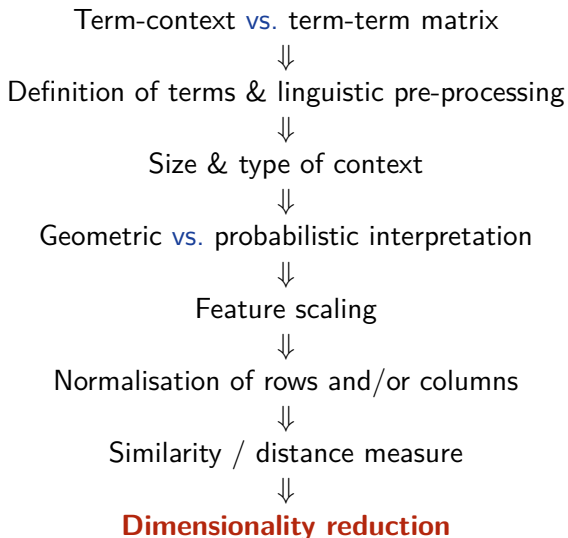 Term-context vs. term-term matrix
⇓
Definition of terms & linguistic pre-processing
⇓
Size & type of context
⇓
Geometric vs. probabilistic interpretation
⇓
Feature scaling
⇓
Normalisation of rows and/or columns
⇓
Similarity / distance measure
⇓
Dimensionality reduction